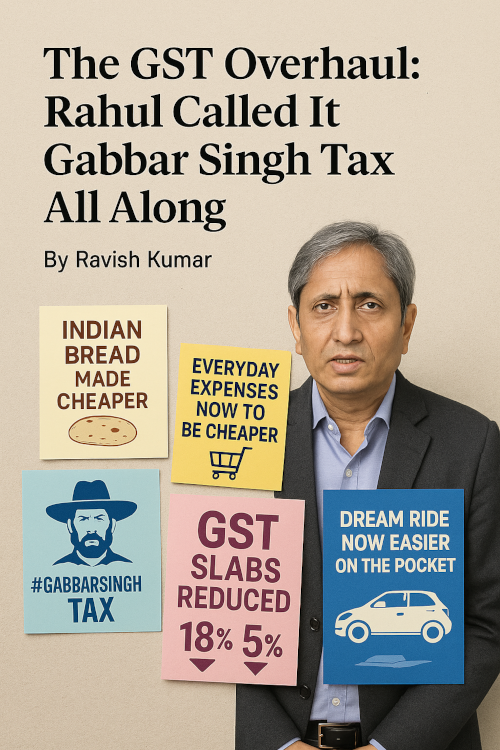 The GST Overhaul:
Rahul Called It
Gabbar Singh Tax
All Along
By Ravish Kumar
INDIAN
BREAD
MADE
CHEAPER
EVERYDAY
EXPENSES
NOW TO
BE CHEAPER
#GABBARSINGH
TAX
GST
SLABS
REDUCED
18% 5%
DREAM RIDE
NOW EASIER
ON THE POCKET